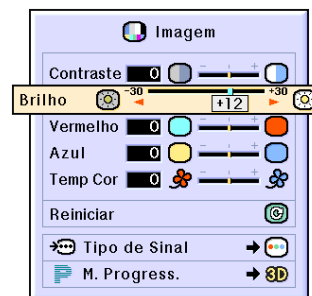 Imagem
Contraste 0 - +
Brilho -30 +12 +30
Vermelho 0 - +
Azul 0 - +
Temp Cor 0 - +
Reiniciar
Tipo de Sinal
P M. Progress. 3D